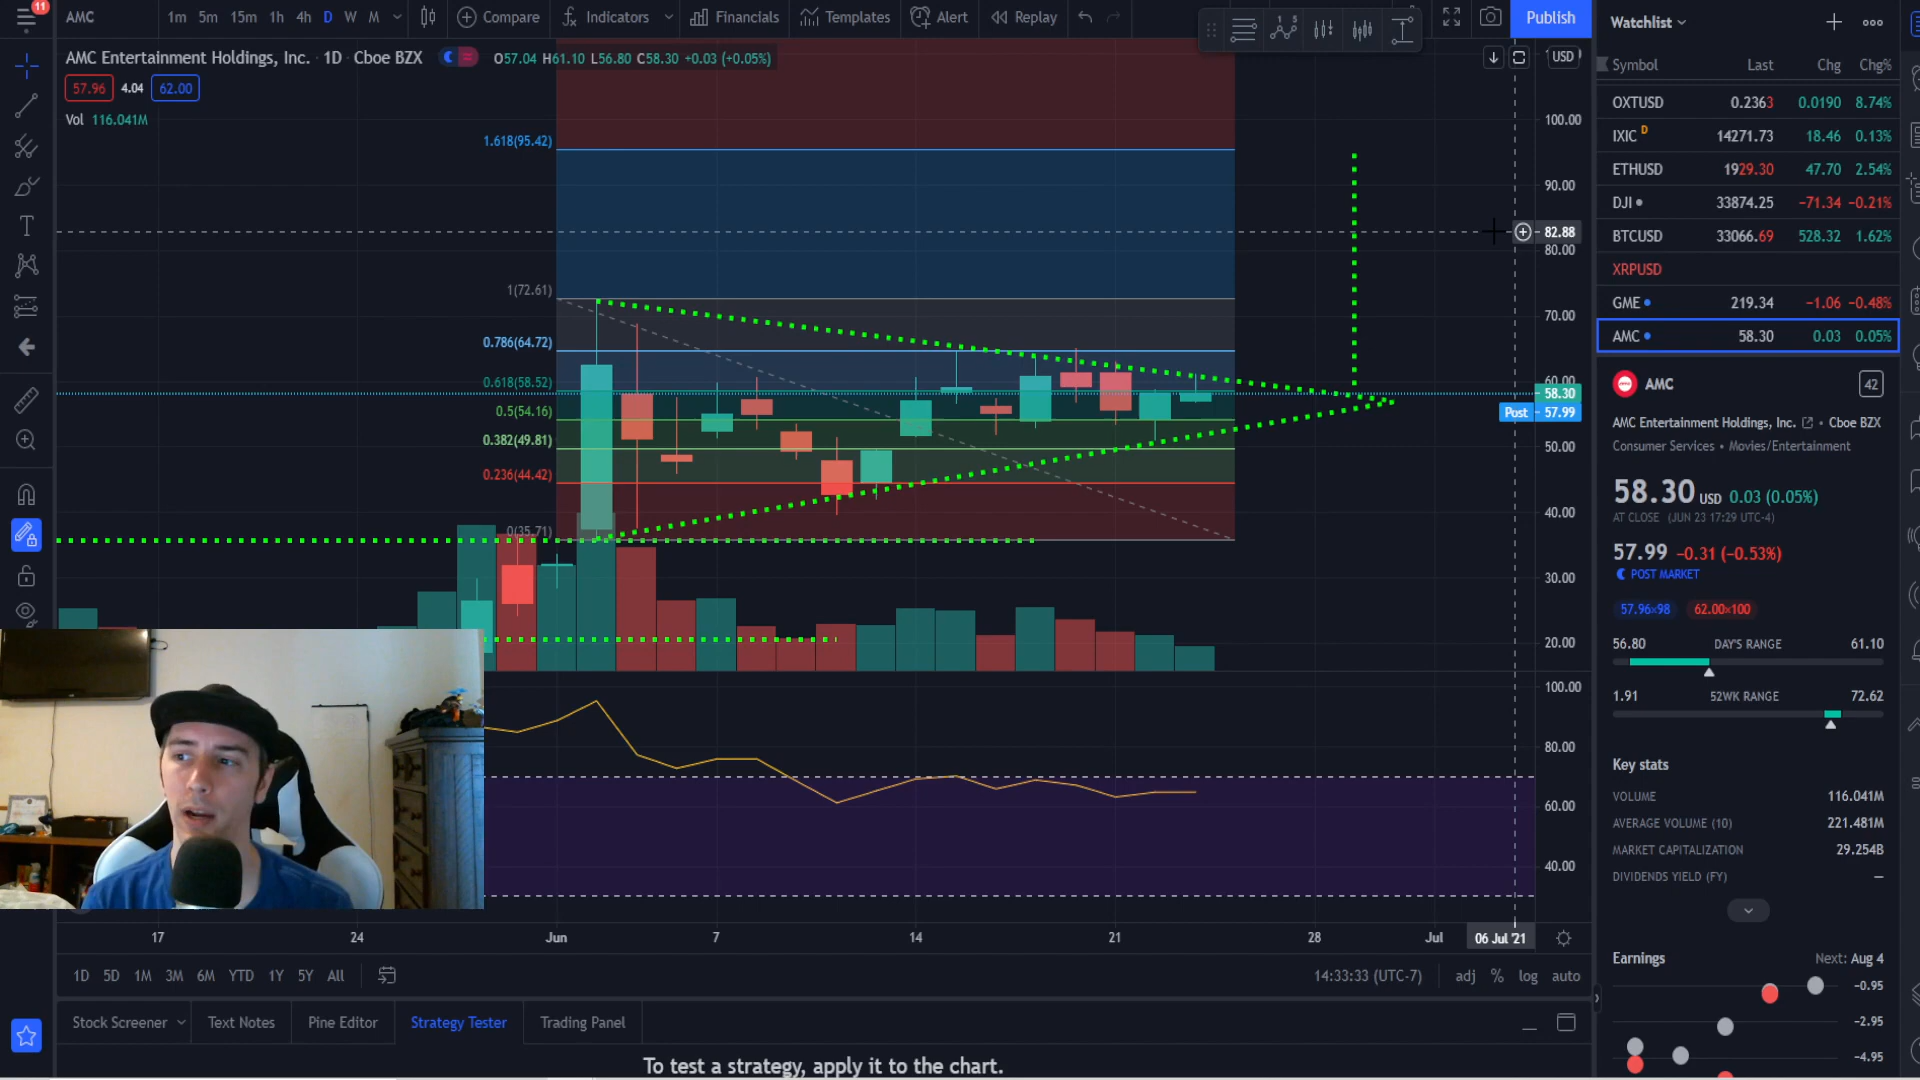 11
AMC 1m 5m 15m 1h 4h D W M Compare Indicators Financials Templates Alert Replay Publish
AMC Entertainment Holdings, Inc. · 1D · Cboe BZX O57.04 H61.10 L56.80 C58.30 +0.03 (+0.05%)
57.96 4.04 62.00
Vol 116.041M
USD
1.618(95.42)
1(72.61)
0.786(64.72)
0.618(58.52)
0.5(54.16)
0.382(49.81)
0.236(44.42)
0(35.71)
100.00
90.00
82.88
80.00
70.00
60.00
58.30
Post 57.99
50.00
40.00
30.00
20.00
100.00
80.00
60.00
40.00
17 24 Jun 7 14 21 28 Jul 06 Jul '21
1D 5D 1M 3M 6M YTD 1Y 5Y All 14:33:33 (UTC-7) adj % log auto
Stock Screener Text Notes Pine Editor Strategy Tester Trading Panel
To test a strategy, apply it to the chart.
Watchlist
Symbol Last Chg Chg%
OXTUSD 0.2363 0.0190 8.74%
IXIC D 14271.73 18.46 0.13%
ETHUSD 1929.30 47.70 2.54%
DJI 33874.25 −71.34 −0.21%
BTCUSD 33066.69 528.32 1.62%
XRPUSD
GME 219.34 −1.06 −0.48%
AMC 58.30 0.03 0.05%
AMC 42
AMC Entertainment Holdings, Inc. • Cboe BZX
Consumer Services • Movies/Entertainment
58.30 USD 0.03 (0.05%)
AT CLOSE (JUN 23 17:29 UTC-4)
57.99 −0.31 (−0.53%)
POST MARKET
57.96×98 62.00×100
56.80 DAY'S RANGE 61.10
1.91 52WK RANGE 72.62
Key stats
VOLUME 116.041M
AVERAGE VOLUME (10) 221.481M
MARKET CAPITALIZATION 29.254B
DIVIDENDS YIELD (FY) —
Earnings Next: Aug 4
-0.95
-2.95
-4.95